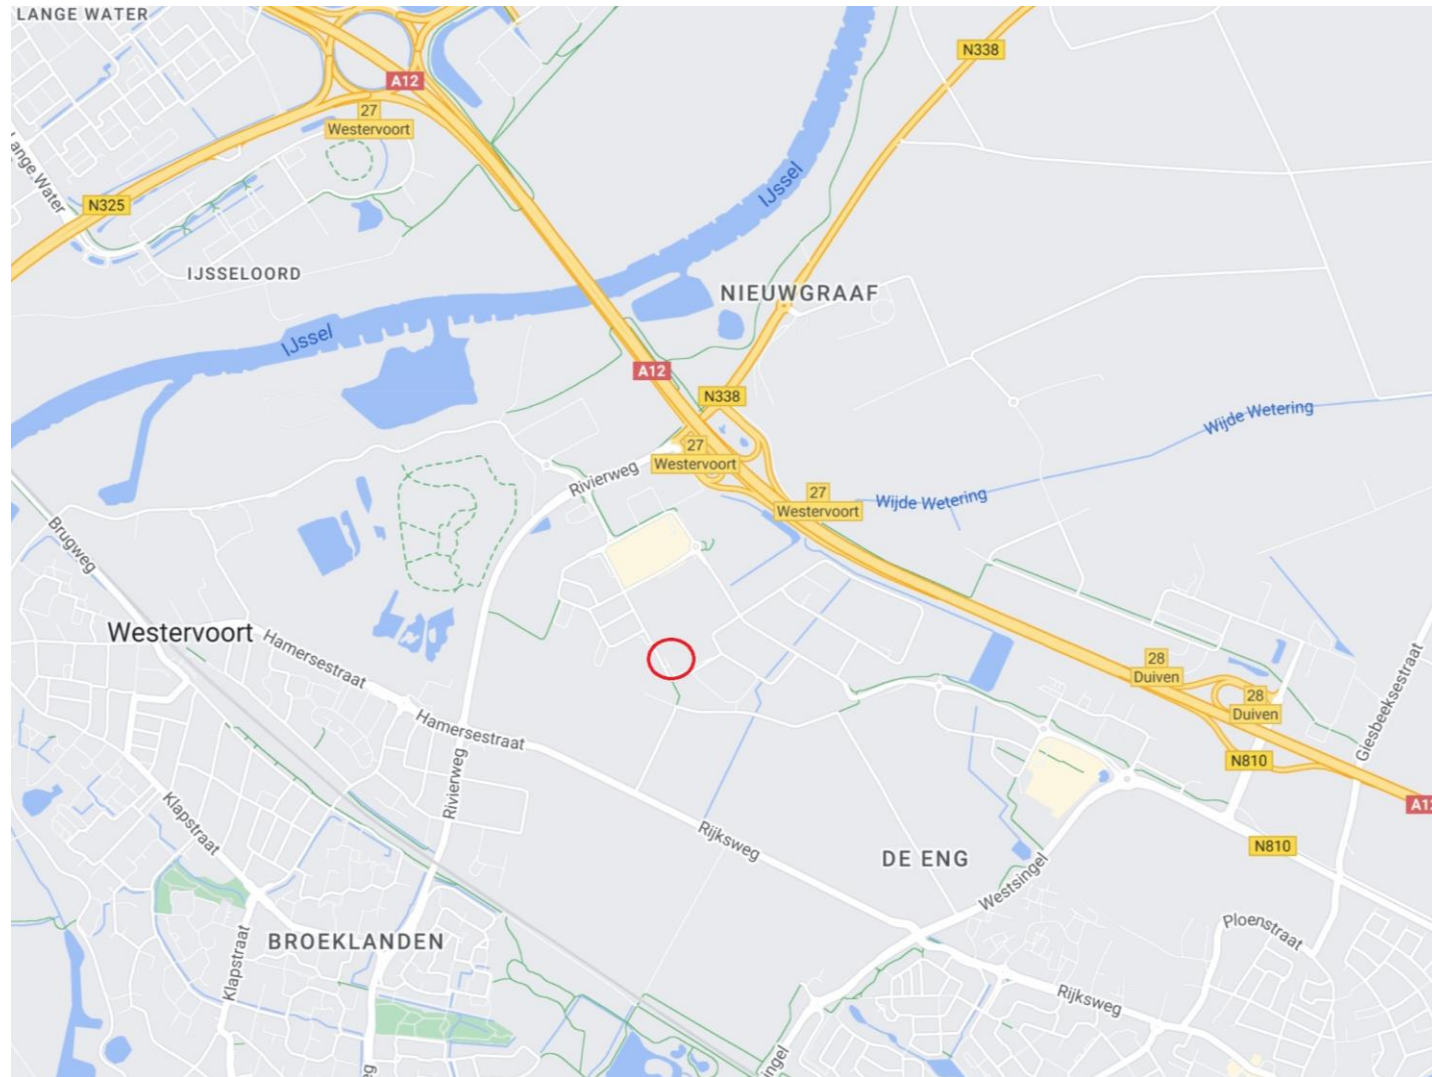 LANGE WATER
N338
A12
27
Westervoort
Lange Water
N325
IJssel
IJSSELOORD
NIEUWGRAAF
IJssel
A12
N338
Wijde Wetering
27
Westervoort
Rivierweg
27
Westervoort
Wijde Wetering
Brugweg
Westervoort
Hamersestraat
28
Duiven
28
Duiven
Giesbeeksestraat
Hamersestraat
N810
Rivierweg
Klapstraat
A12
Rijksweg
DE ENG
N810
Westsingel
Ploenstraat
BROEKLANDEN
Klapstraat
Rijksweg